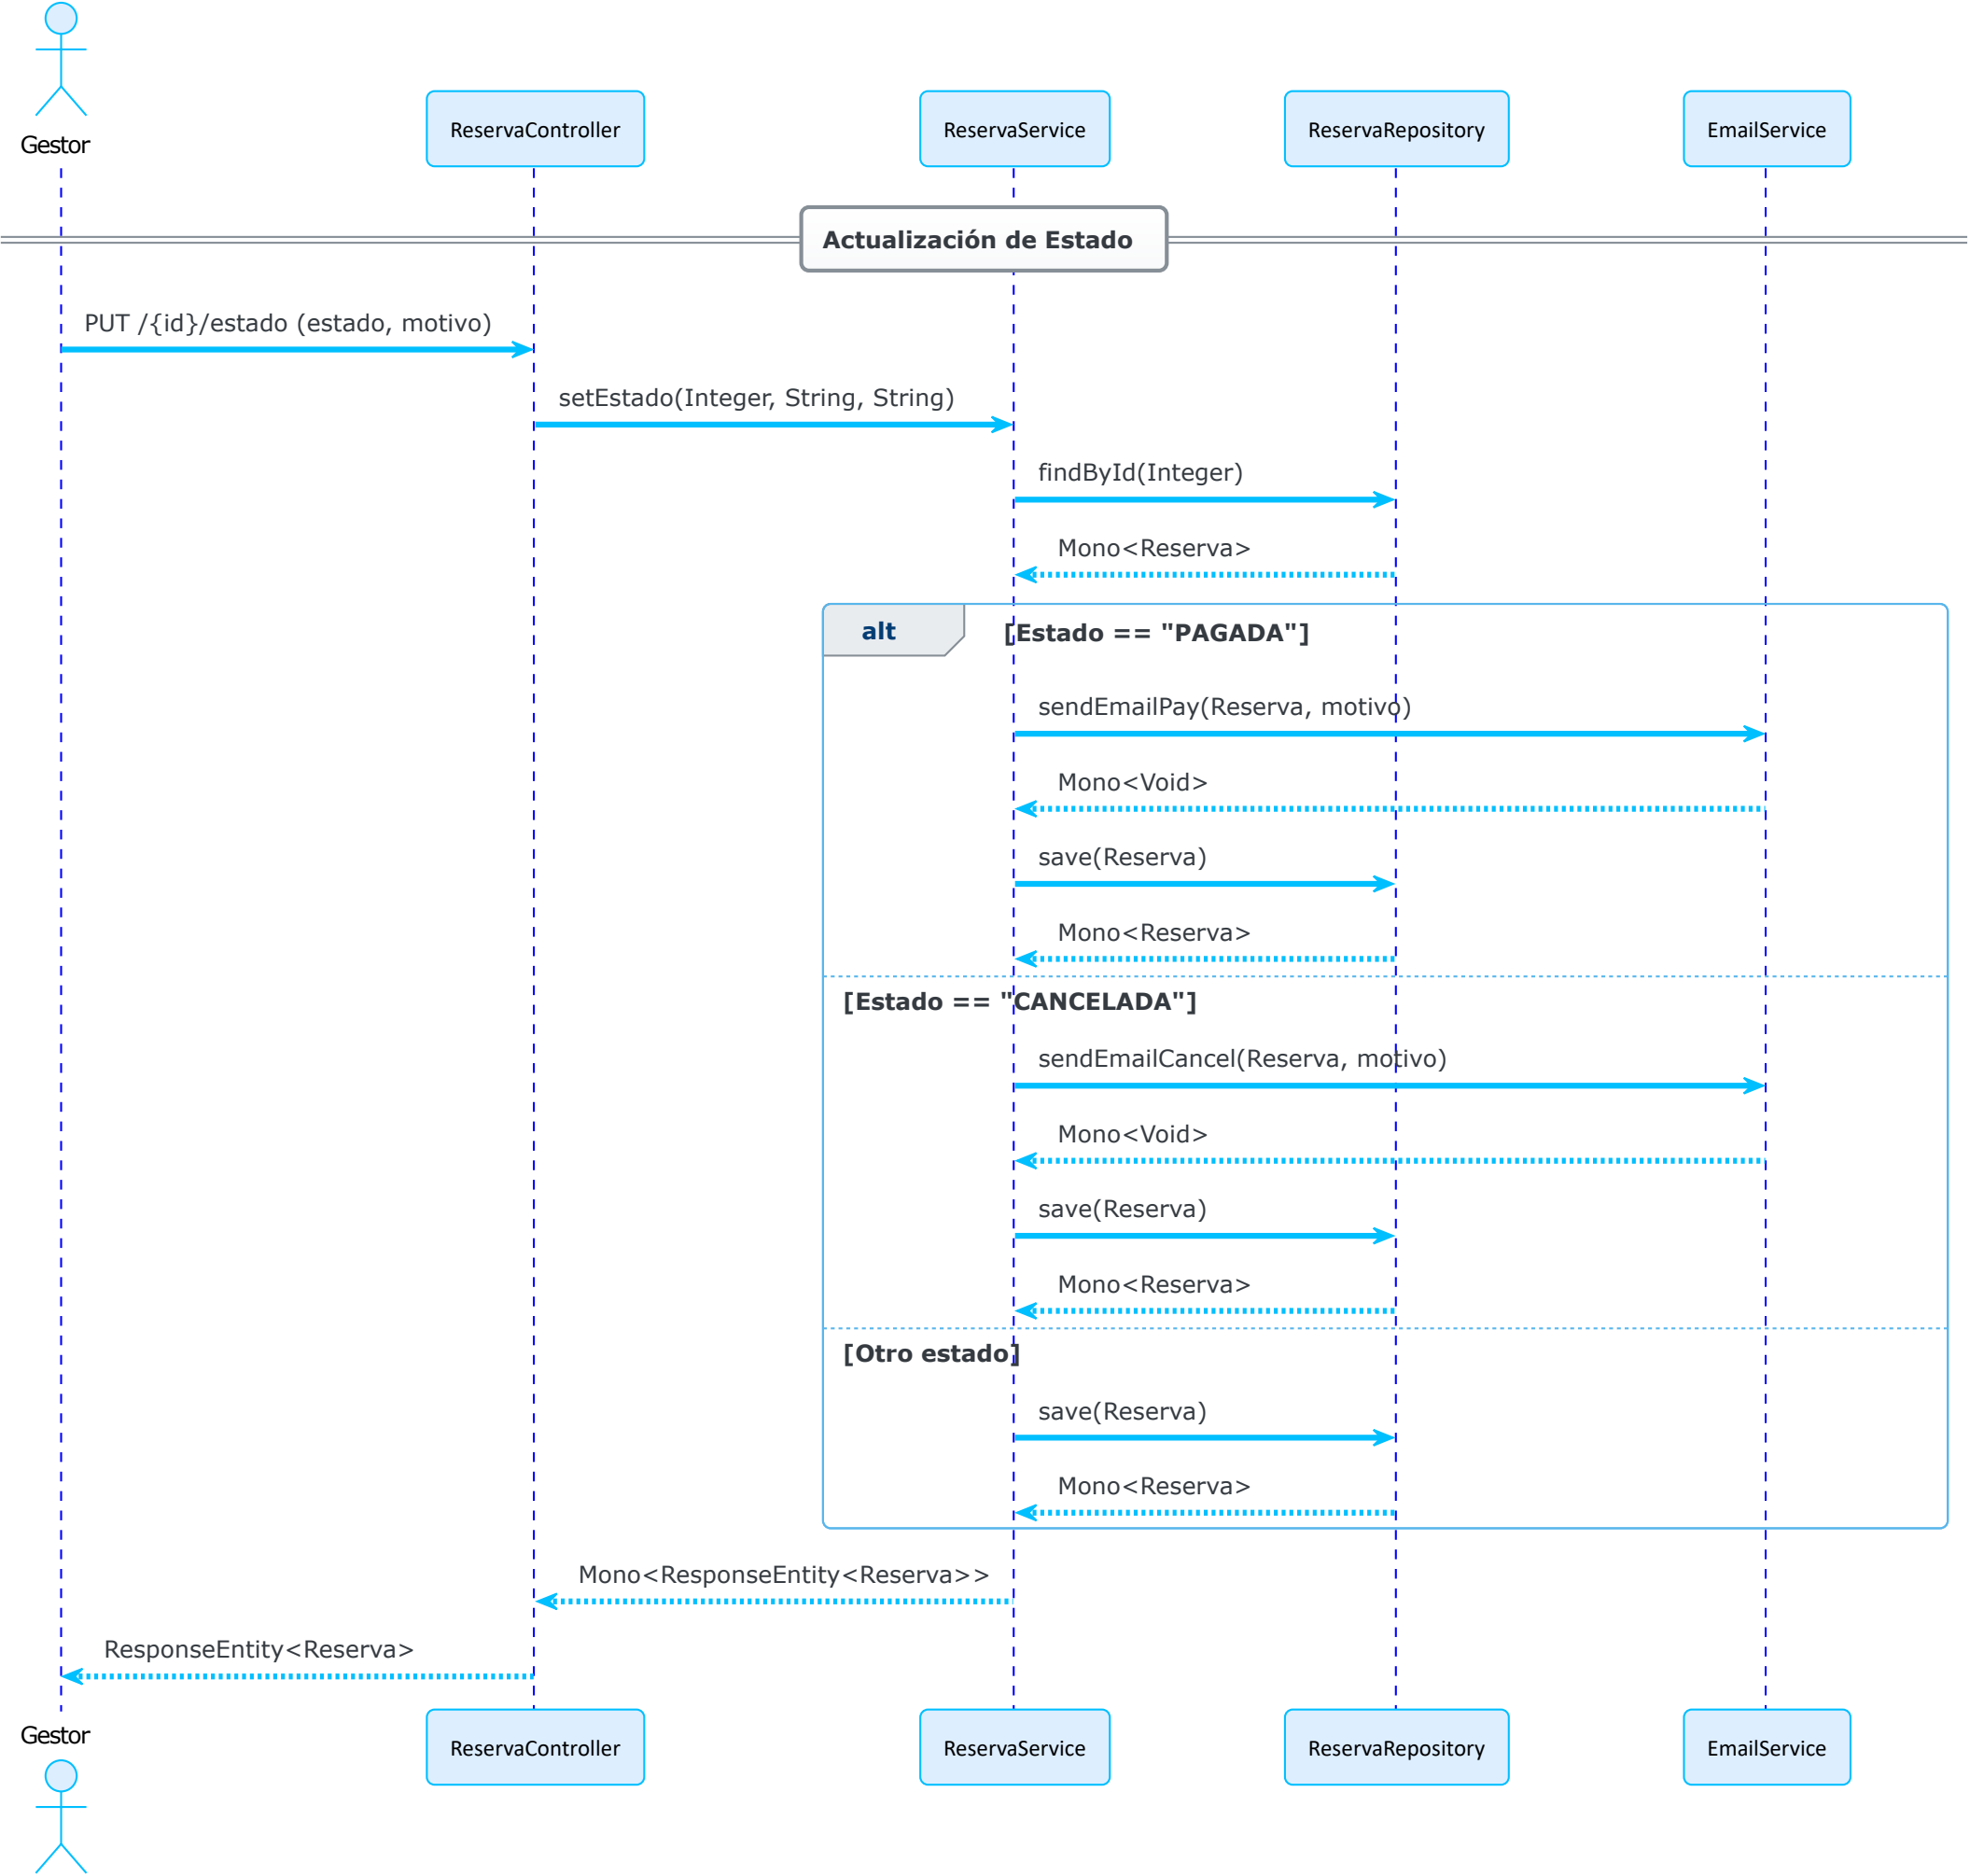 Gestor
ReservaController
ReservaService
ReservaRepository
EmailService
Actualización de Estado
PUT /{id}/estado (estado, motivo)
setEstado(Integer, String, String)
findById(Integer)
Mono<Reserva>
alt
[Estado == "PAGADA"]
sendEmailPay(Reserva, motivo)
Mono<Void>
save(Reserva)
Mono<Reserva>
[Estado == "CANCELADA"]
sendEmailCancel(Reserva, motivo)
Mono<Void>
save(Reserva)
Mono<Reserva>
[Otro estado]
save(Reserva)
Mono<Reserva>
Mono<ResponseEntity<Reserva>>
ResponseEntity<Reserva>
Gestor
ReservaController
ReservaService
ReservaRepository
EmailService